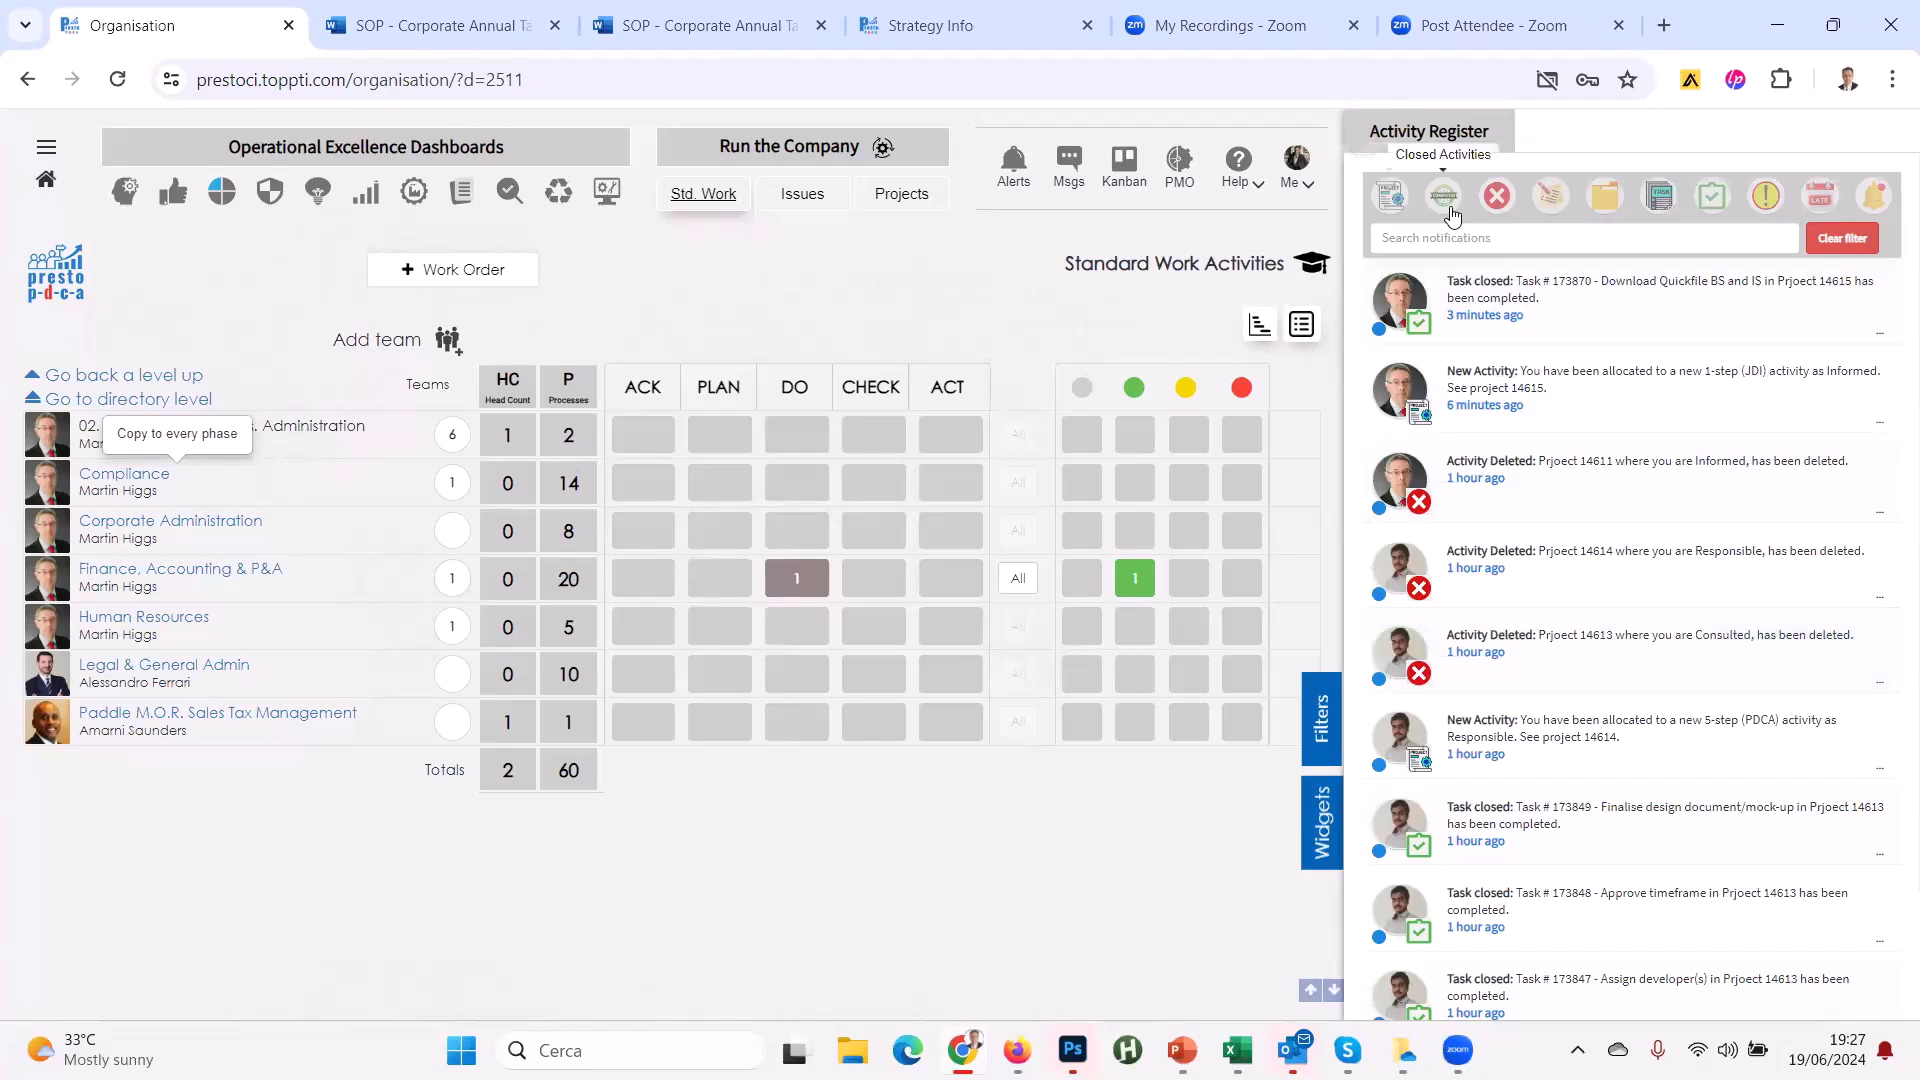 Organisation
SOP - Corporate Annual Ta
SOP - Corporate Annual Ta
Strategy Info
My Recordings - Zoom
Post Attendee - Zoom
prestoci.toppti.com/organisation/?d=2511
Operational Excellence Dashboards
Run the Company
Std. Work
Issues
Projects
Alerts
Msgs
Kanban
PMO
Help
Me
Activity Register
Closed Activities
Search notifications
Clear filter
presto
p-d-c-a
Work Order
Standard Work Activities
Add team
Go back a level up
Go to directory level
Teams
HC
Head Count
P
Processes
ACK
PLAN
DO
CHECK
ACT
02.
. Administration
Mar
Copy to every phase
6
1
2
All
Compliance
Martin Higgs
1
0
14
All
Corporate Administration
Martin Higgs
0
8
All
Finance, Accounting & P&A
Martin Higgs
1
0
20
1
All
1
Human Resources
Martin Higgs
1
0
5
All
Legal & General Admin
Alessandro Ferrari
0
10
All
Paddle M.O.R. Sales Tax Management
Amarni Saunders
1
1
All
Totals
2
60
Filters
Widgets
Task closed: Task # 173870 - Download Quickfile BS and IS in Prjoect 14615 has
been completed.
3 minutes ago
...
New Activity: You have been allocated to a new 1-step (JDI) activity as Informed.
See project 14615.
6 minutes ago
...
Activity Deleted: Prjoect 14611 where you are Informed, has been deleted.
1 hour ago
...
Activity Deleted: Prjoect 14614 where you are Responsible, has been deleted.
1 hour ago
...
Activity Deleted: Prjoect 14613 where you are Consulted, has been deleted.
1 hour ago
...
New Activity: You have been allocated to a new 5-step (PDCA) activity as
Responsible. See project 14614.
1 hour ago
...
Task closed: Task # 173849 - Finalise design document/mock-up in Prjoect 14613
has been completed.
1 hour ago
...
Task closed: Task # 173848 - Approve timeframe in Prjoect 14613 has been
completed.
1 hour ago
...
Task closed: Task # 173847 - Assign developer(s) in Prjoect 14613 has been
completed.
1 hour ago
33°C
Mostly sunny
Cerca
19:27
19/06/2024